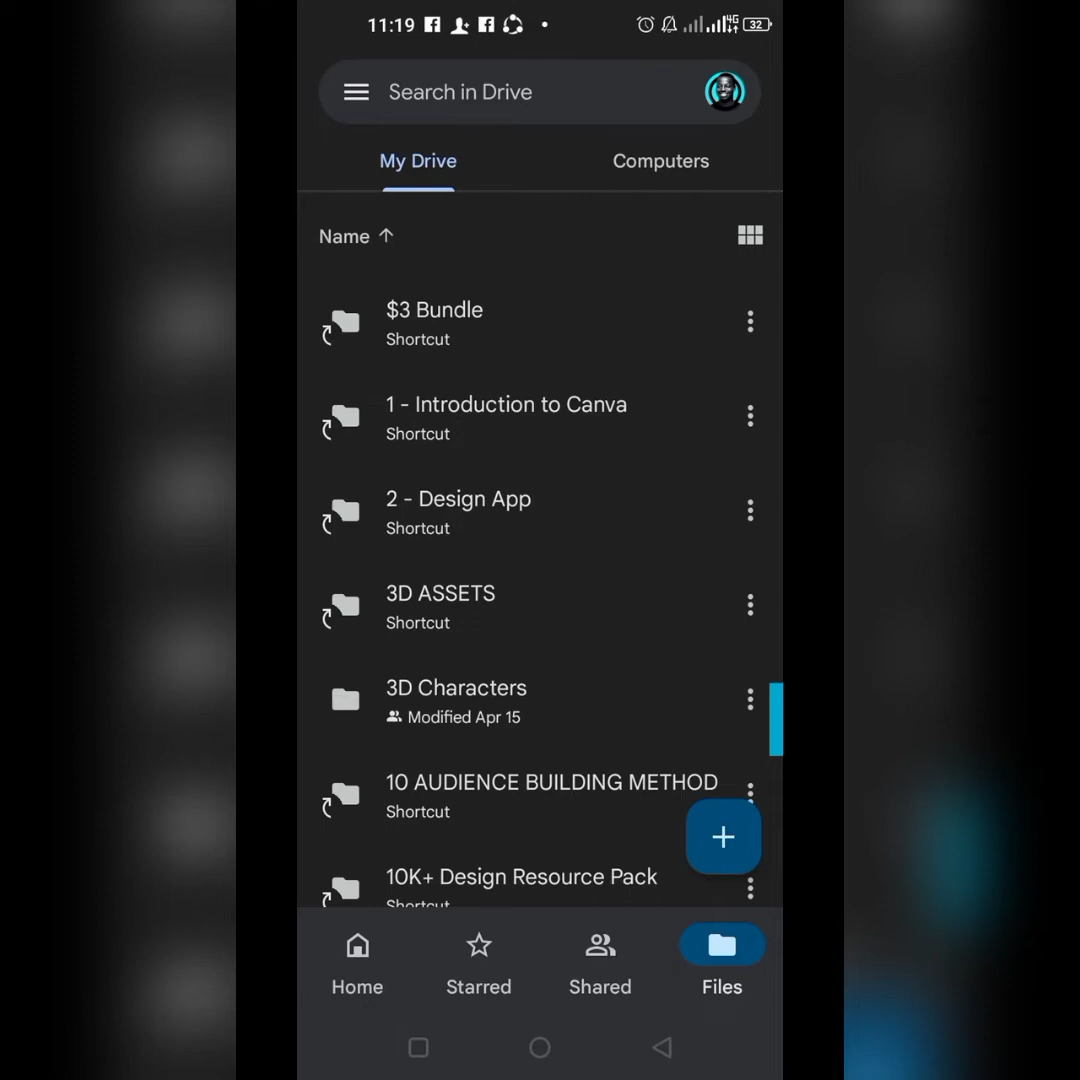 11:19
4G
32
Search in Drive
My Drive
Computers
Name
$3 Bundle
Shortcut
1 - Introduction to Canva
Shortcut
2 - Design App
Shortcut
3D ASSETS
Shortcut
3D Characters
Modified Apr 15
10 AUDIENCE BUILDING METHOD
Shortcut
10K+ Design Resource Pack
Shortcut
Home
Starred
Shared
Files